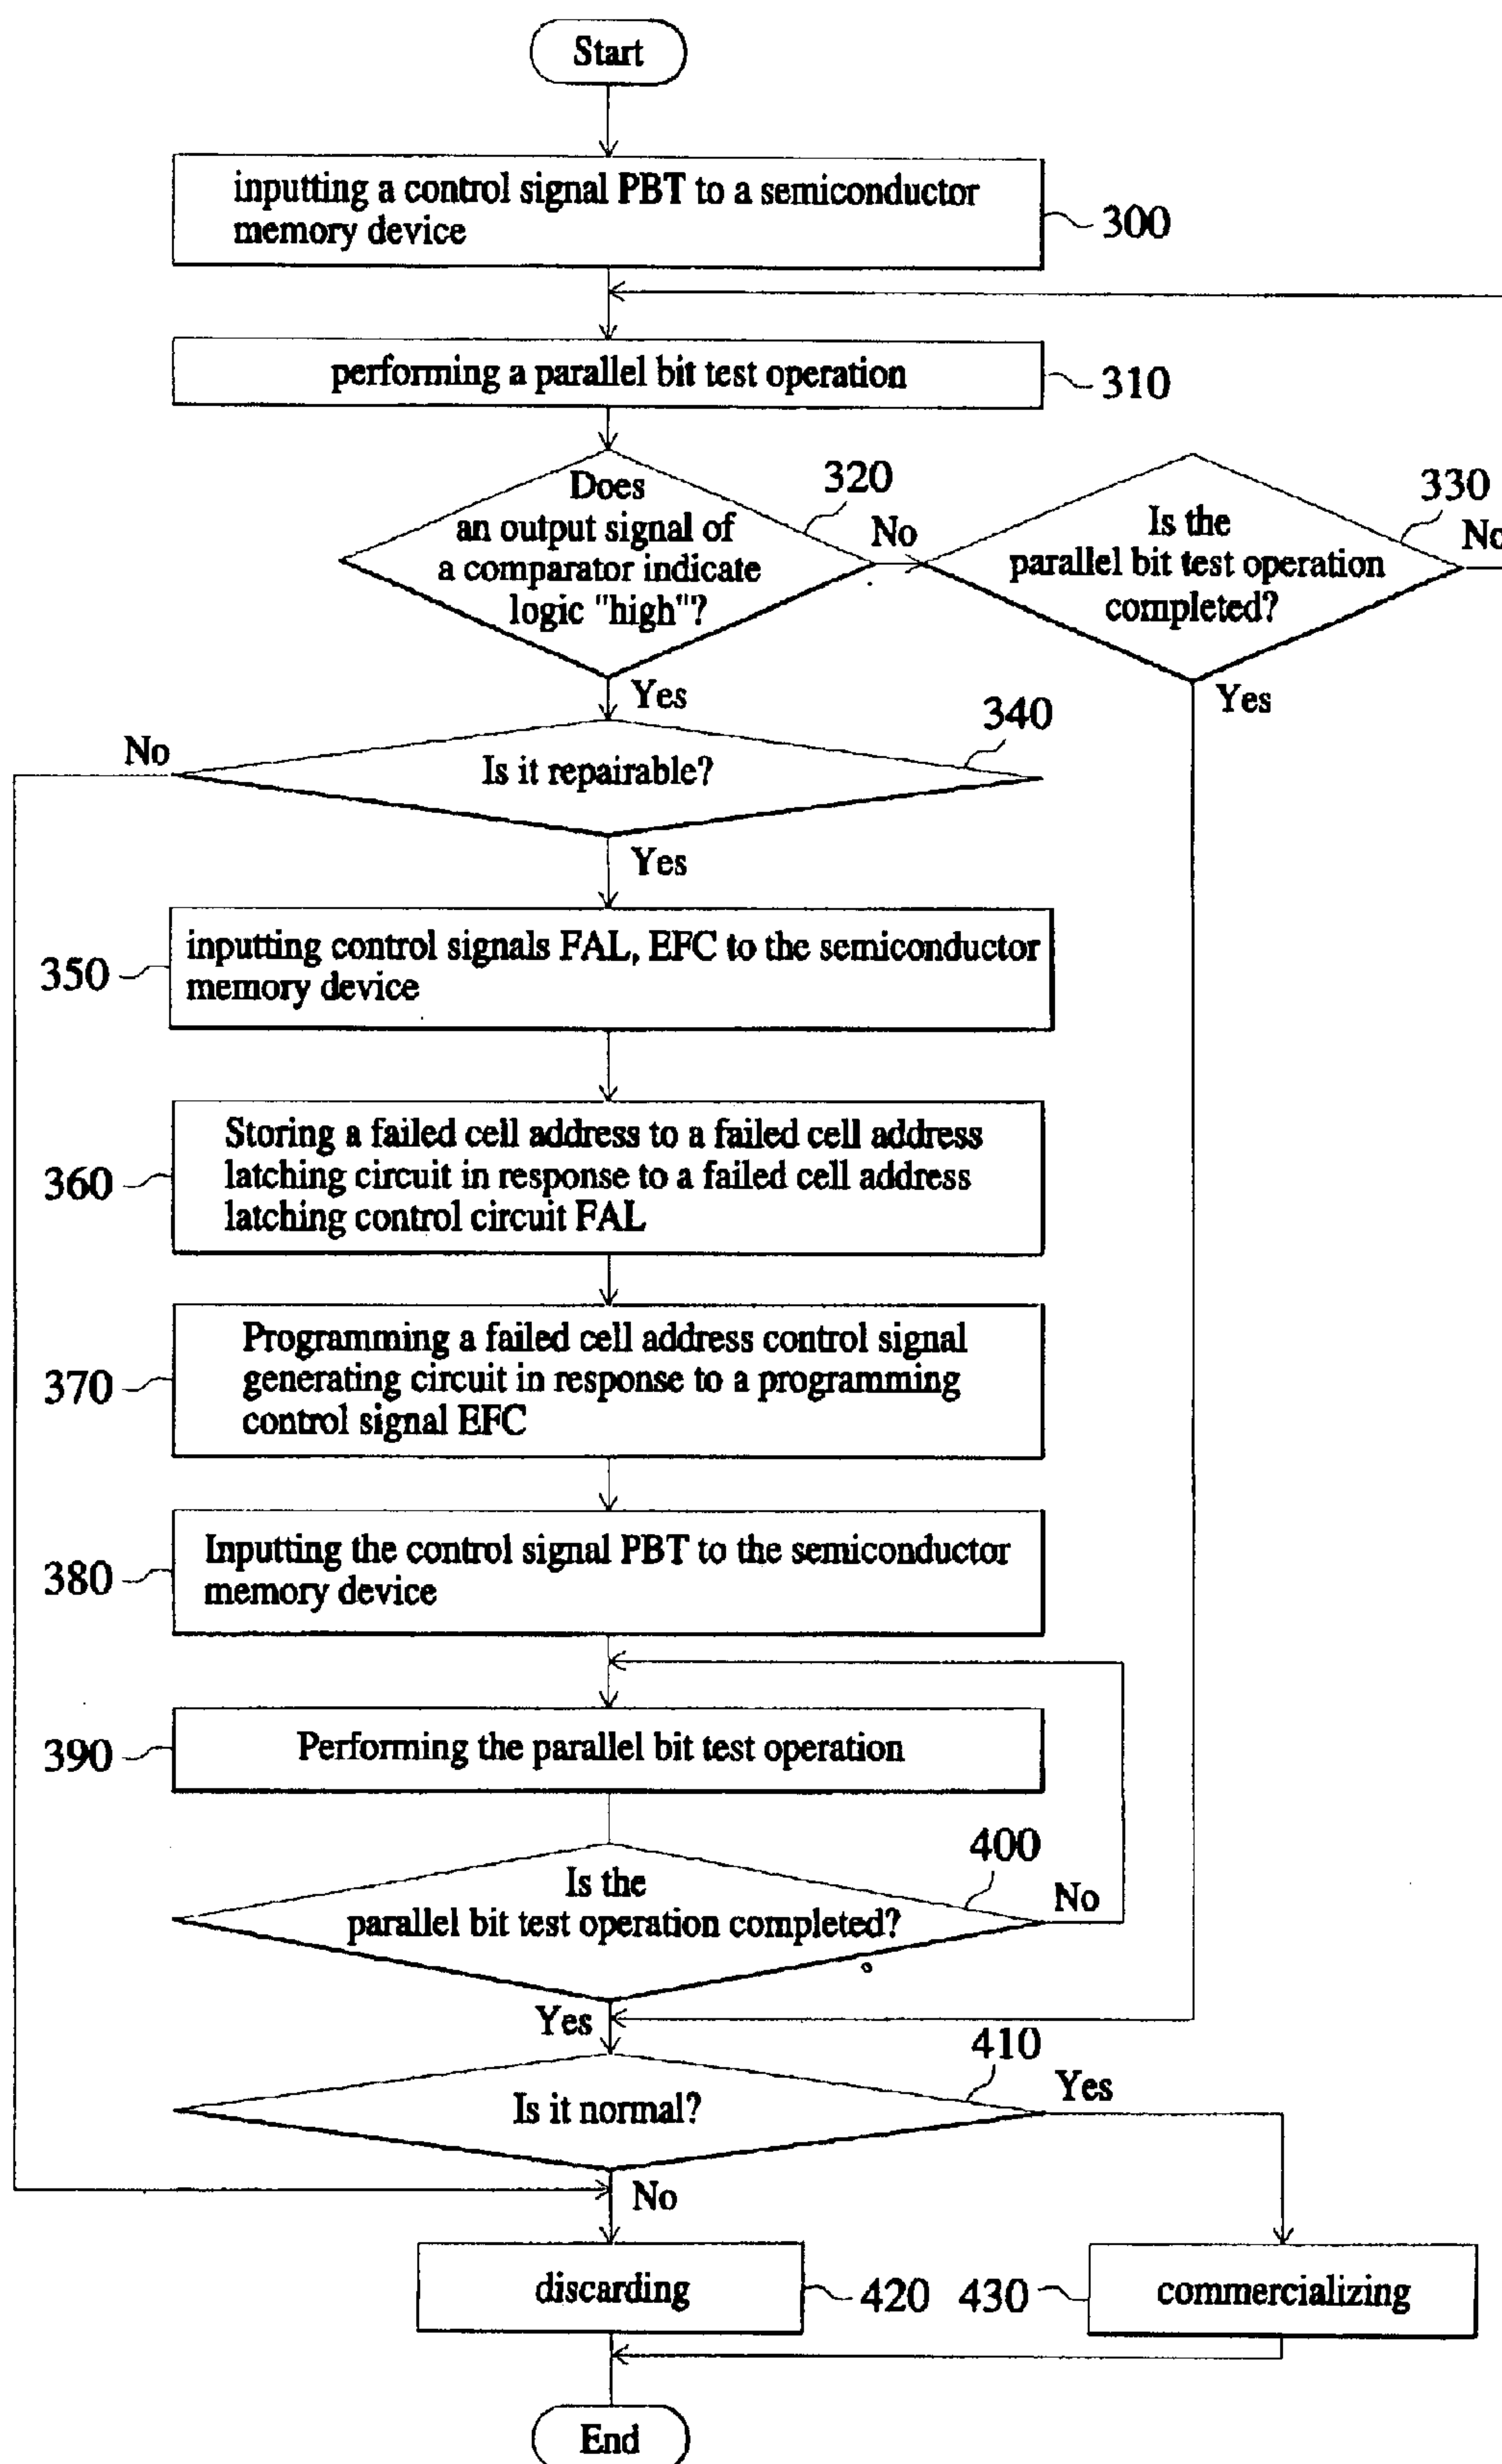 Start
inputting a control signal PBT to a semiconductor
memory device
300
performing a parallel bit test operation
310
Does
an output signal of
a comparator indicate
logic "high"?
320
No
Is the
parallel bit test operation
completed?
330
No
Yes
Yes
340
No
Is it repairable?
Yes
inputting control signals FAL, EFC to the semiconductor
memory device
350
Storing a failed cell address to a failed cell address
latching circuit in response to a failed cell address
latching control circuit FAL
360
Programming a failed cell address control signal
generating circuit in response to a programming
control signal EFC
370
Inputting the control signal PBT to the semiconductor
memory device
380
Performing the parallel bit test operation
390
400
Is the
parallel bit test operation completed?
No
Yes
410
Is it normal?
Yes
No
discarding
420
430
commercializing
End